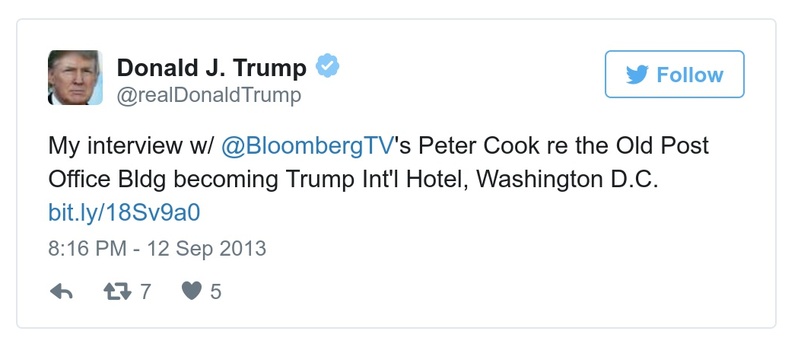 Donald J. Trump
Follow
@realDonaldTrump
My interview w/ @BloombergTV's Peter Cook re the Old Post
Office Bldg becoming Trump Int'l Hotel, Washington D.C.
bit.ly/18Sv9a0
8:16 PM - 12 Sep 2013
7 5